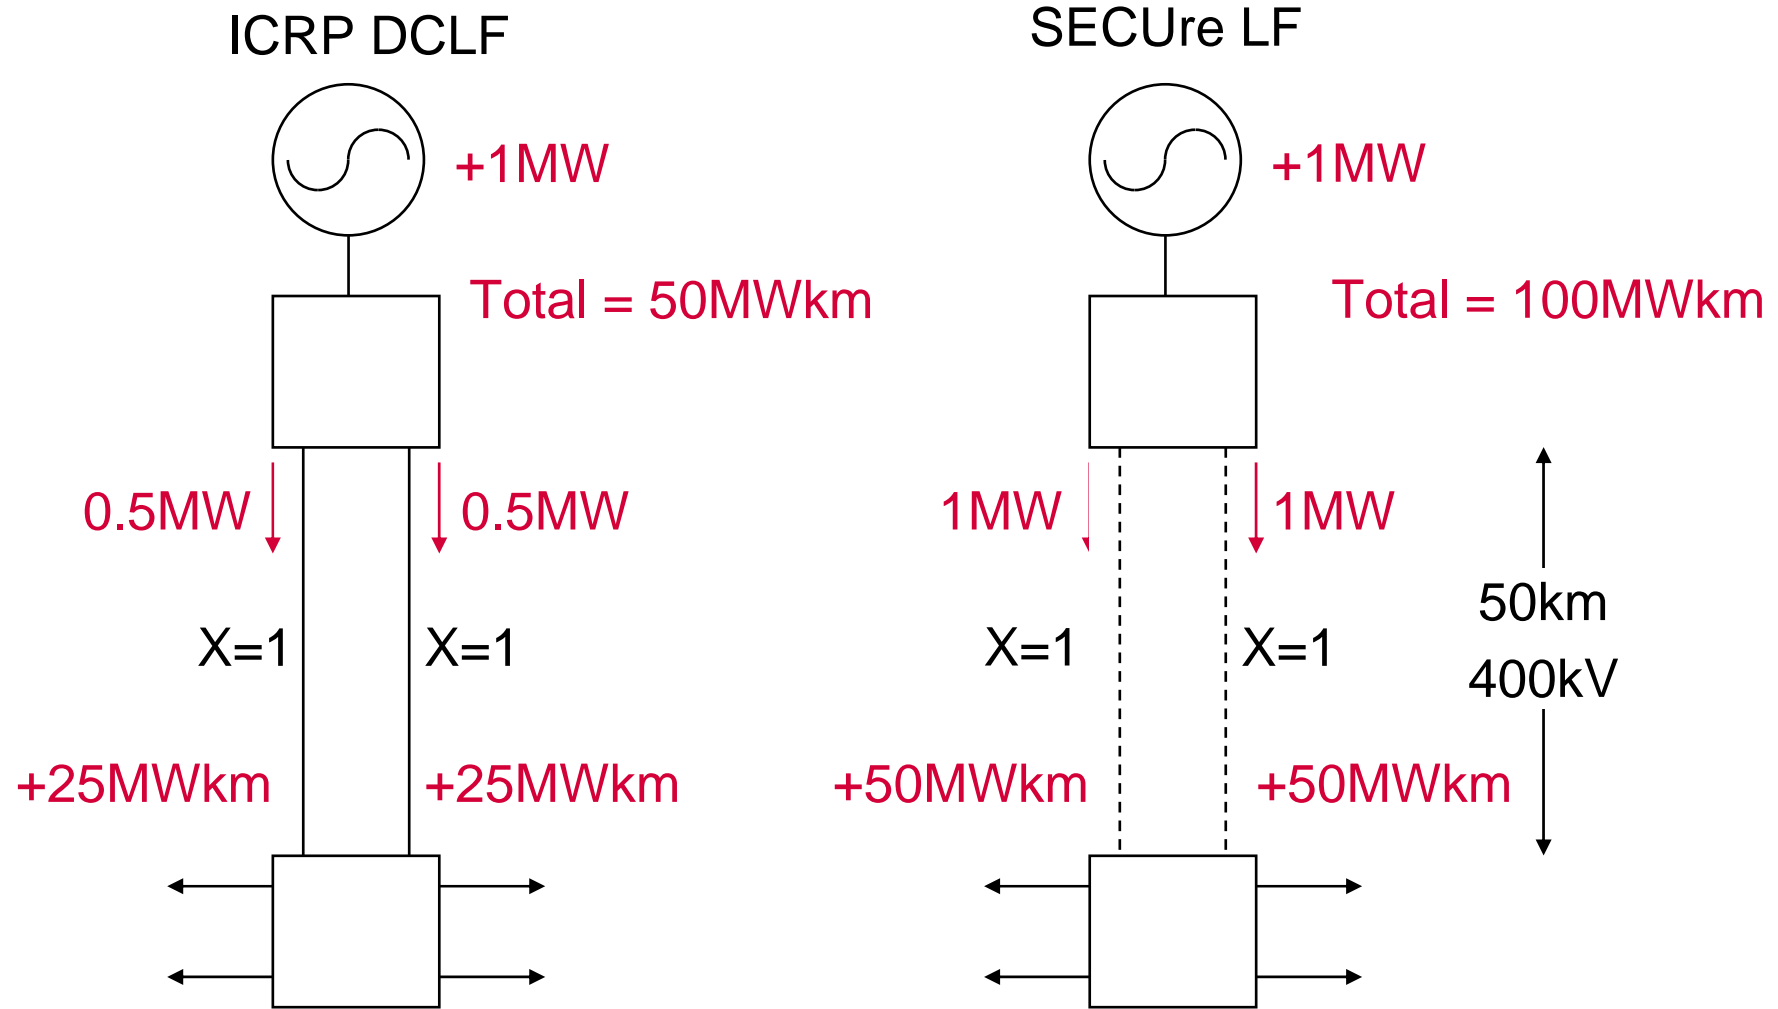 ICRP DCLF
+1MW
Total = 50MWkm
0.5MW
0.5MW
X=1
X=1
+25MWkm
+25MWkm
SECUre LF
+1MW
Total = 100MWkm
1MW
1MW
X=1
X=1
50km
400kV
+50MWkm
+50MWkm